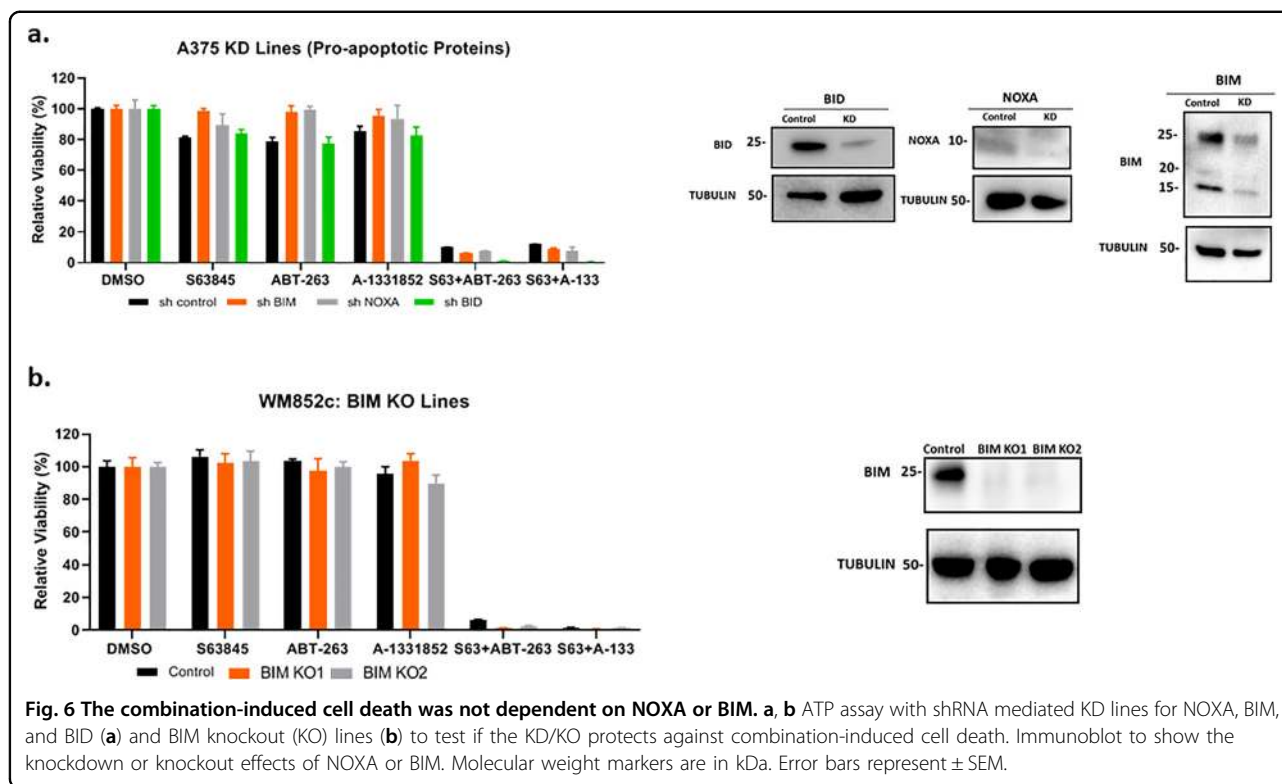 a.
A375 KD Lines (Pro-apoptotic Proteins)
Relative Viability (%)
120
100
80
60
40
20
0
DMSO S63845 ABT-263 A-1331852 S63+ABT-263 S63+A-133
sh control sh BIM sh NOXA sh BID
BID
Control KD
BID 25-
TUBULIN 50-
NOXA
Control KD
NOXA 10-
TUBULIN 50-
BIM
Control KD
25-
20-
BIM
15-
TUBULIN 50-
b.
WM852c: BIM KO Lines
Relative Viability (%)
120
100
80
60
40
20
0
DMSO S63845 ABT-263 A-1331852 S63+ABT-263 S63+A-133
Control BIM KO1 BIM KO2
Control BIM KO1 BIM KO2
BIM 25-
TUBULIN 50-
Fig. 6 The combination-induced cell death was not dependent on NOXA or BIM. a, b ATP assay with shRNA mediated KD lines for NOXA, BIM,
and BID (a) and BIM knockout (KO) lines (b) to test if the KD/KO protects against combination-induced cell death. Immunoblot to show the
knockdown or knockout effects of NOXA or BIM. Molecular weight markers are in kDa. Error bars represent ± SEM.